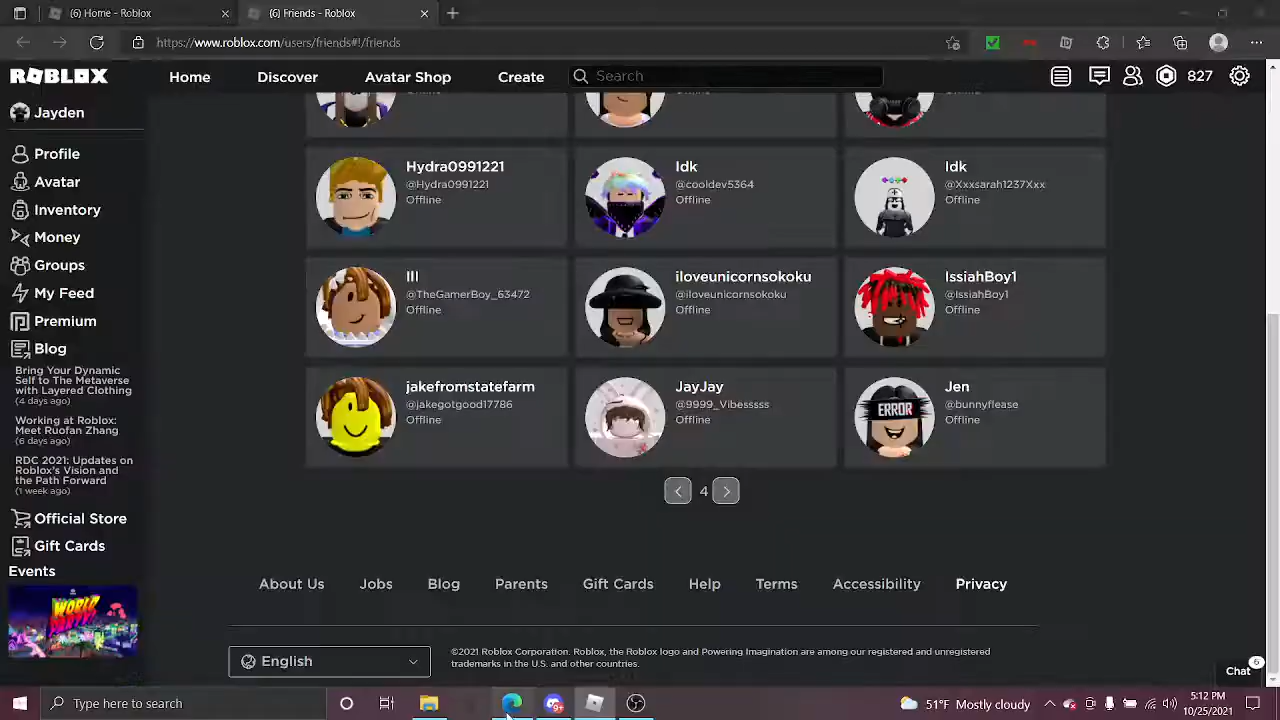 (6) Home - Roblox
(6) Friends - Roblox
https://www.roblox.com/users/friends#!/friends
ROBLOX
Home
Discover
Avatar Shop
Create
Search
827
Jayden
Profile
Avatar
Inventory
Money
Groups
My Feed
Premium
Blog
Bring Your Dynamic
Self to The Metaverse
with Layered Clothing
(4 days ago)
Working at Roblox:
Meet Ruofan Zhang
(6 days ago)
RDC 2021: Updates on
Roblox's Vision and
the Path Forward
(1 week ago)
Official Store
Gift Cards
Events
WORLD
PARTY!
Hydra0991221
@Hydra0991221
Offline
Idk
@cooldev5364
Offline
Idk
@Xxxsarah1237Xxx
Offline
III
@TheGamerBoy_63472
Offline
iloveunicornsokoku
@iloveunicornsokoku
Offline
IssiahBoy1
@IssiahBoy1
Offline
jakefromstatefarm
@jakegotgood17786
Offline
JayJay
@9999_Vibesssss
Offline
ERROR
Jen
@bunnyflease
Offline
4
About Us
Jobs
Blog
Parents
Gift Cards
Help
Terms
Accessibility
Privacy
English
©2021 Roblox Corporation. Roblox, the Roblox logo and Powering Imagination are among our registered and unregistered
trademarks in the U.S. and other countries.
Chat
6
Type here to search
51°F Mostly cloudy
5:12 PM
10/25/2021